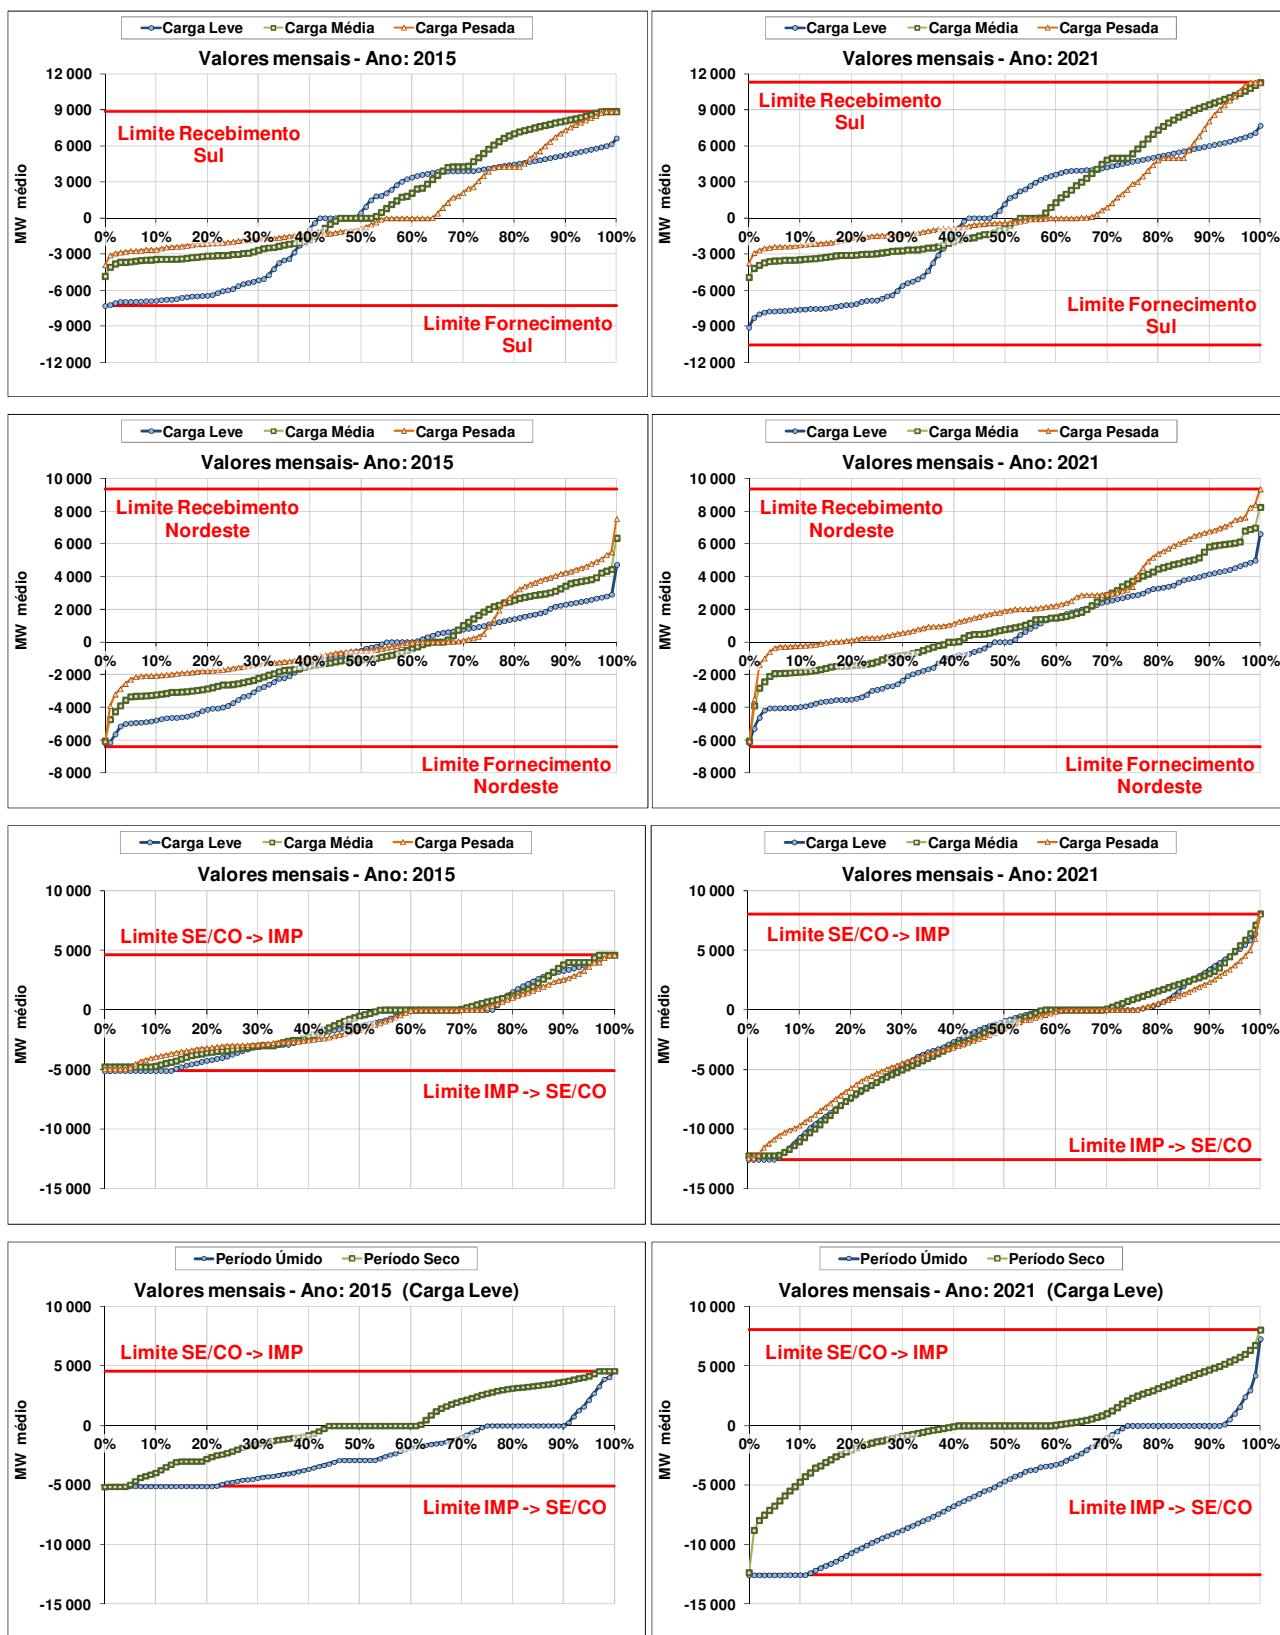 Carga Leve Carga Média Carga Pesada
Valores mensais - Ano: 2015
12 000
9 000
6 000
3 000
0
-3 000
-6 000
-9 000
-12 000
MW médio
0% 10% 20% 30% 40% 50% 60% 70% 80% 90% 100%
Limite Recebimento
Sul
Limite Fornecimento
Sul
Carga Leve Carga Média Carga Pesada
Valores mensais - Ano: 2021
12 000
9 000
6 000
3 000
0
-3 000
-6 000
-9 000
-12 000
MW médio
0% 10% 20% 30% 40% 50% 60% 70% 80% 90% 100%
Limite Recebimento
Sul
Limite Fornecimento
Sul
Carga Leve Carga Média Carga Pesada
Valores mensais- Ano: 2015
10 000
8 000
6 000
4 000
2 000
0
-2 000
-4 000
-6 000
-8 000
MW médio
0% 10% 20% 30% 40% 50% 60% 70% 80% 90% 100%
Limite Recebimento
Nordeste
Limite Fornecimento
Nordeste
Carga Leve Carga Média Carga Pesada
Valores mensais - Ano: 2021
10 000
8 000
6 000
4 000
2 000
0
-2 000
-4 000
-6 000
-8 000
MW médio
0% 10% 20% 30% 40% 50% 60% 70% 80% 90% 100%
Limite Recebimento
Nordeste
Limite Fornecimento
Nordeste
Carga Leve Carga Média Carga Pesada
Valores mensais - Ano: 2015
10 000
5 000
0
-5 000
-10 000
-15 000
MW médio
0% 10% 20% 30% 40% 50% 60% 70% 80% 90% 100%
Limite SE/CO -> IMP
Limite IMP -> SE/CO
Carga Leve Carga Média Carga Pesada
Valores mensais - Ano: 2021
10 000
5 000
0
-5 000
-10 000
-15 000
MW médio
0% 10% 20% 30% 40% 50% 60% 70% 80% 90% 100%
Limite SE/CO -> IMP
Limite IMP -> SE/CO
Período Úmido Período Seco
Valores mensais - Ano: 2015 (Carga Leve)
10 000
5 000
0
-5 000
-10 000
-15 000
MW médio
0% 10% 20% 30% 40% 50% 60% 70% 80% 90% 100%
Limite SE/CO -> IMP
Limite IMP -> SE/CO
Período Úmido Período Seco
Valores mensais - Ano: 2021 (Carga Leve)
10 000
5 000
0
-5 000
-10 000
-15 000
MW médio
0% 10% 20% 30% 40% 50% 60% 70% 80% 90% 100%
Limite SE/CO -> IMP
Limite IMP -> SE/CO